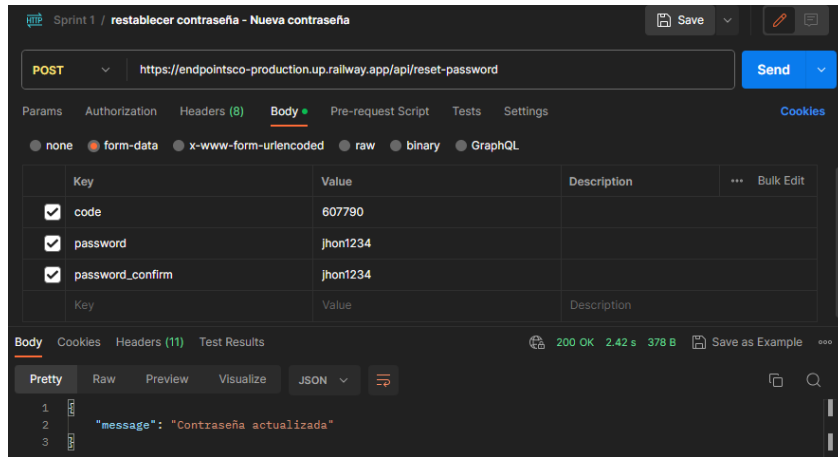 HTTP Sprint 1 / restablecer contraseña - Nueva contraseña Save
POST https://endpointsco-production.up.railway.app/api/reset-password Send
Params Authorization Headers (8) Body Pre-request Script Tests Settings Cookies
none form-data x-www-form-urlencoded raw binary GraphQL
Key Value Description ••• Bulk Edit
code 607790
password jhon1234
password_confirm jhon1234
Key Value Description
Body Cookies Headers (11) Test Results 200 OK 2.42 s 378 B Save as Example
Pretty Raw Preview Visualize JSON
1 {
2 "message": "Contraseña actualizada"
3 }